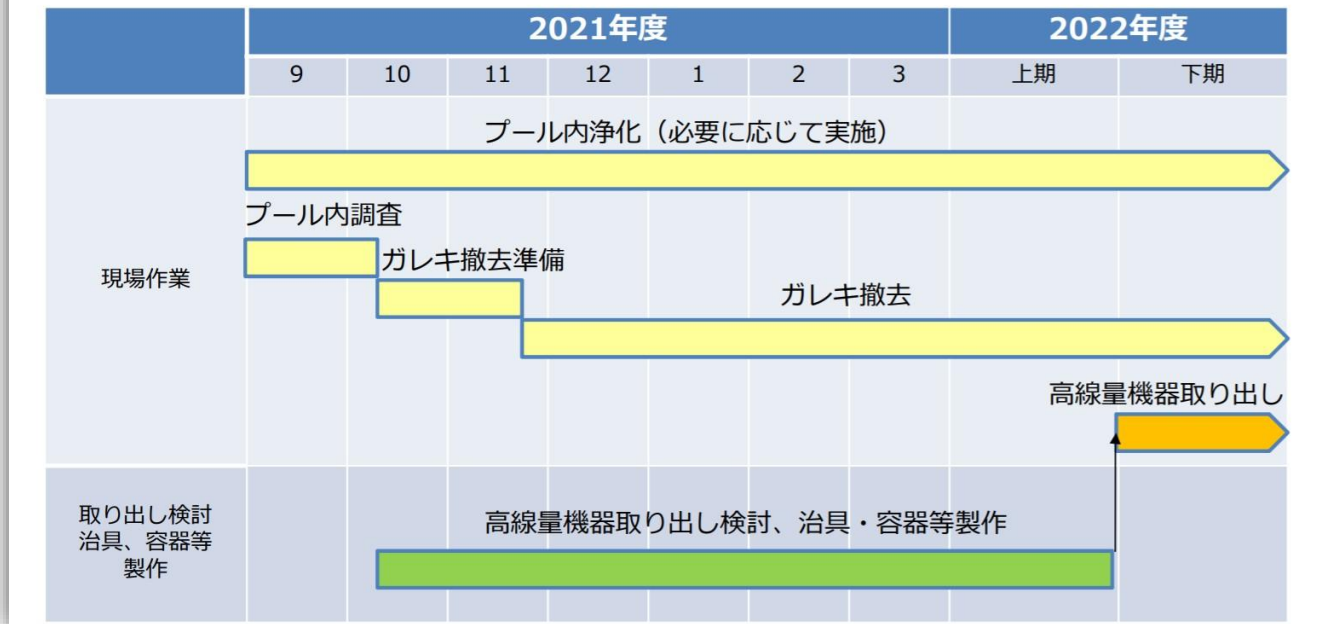 2021年度 2022年度
9 10 11 12 1 2 3 上期 下期
プール内浄化（必要に応じて実施）
プール内調査
ガレキ撤去準備
現場作業
ガレキ撤去
高線量機器取り出し
取り出し検討
治具、容器等
製作
高線量機器取り出し検討、治具・容器等製作